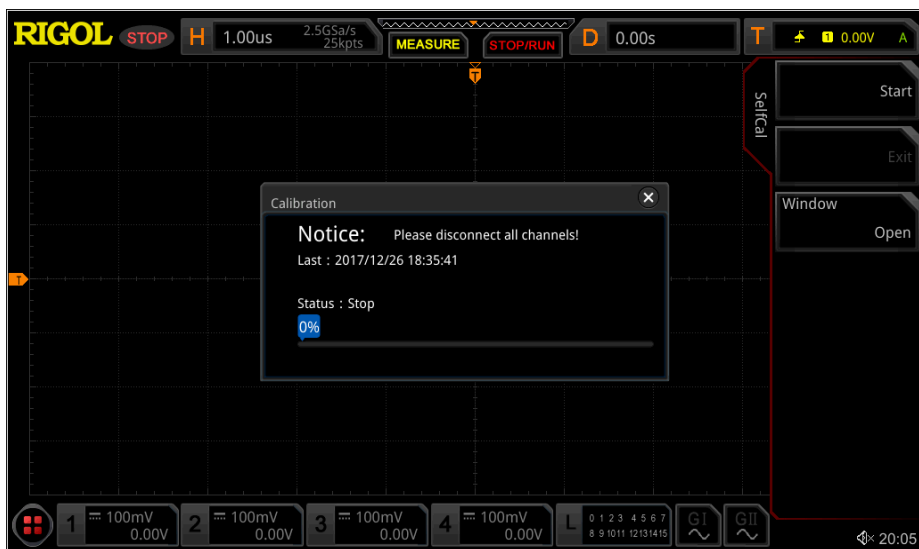 RIGOL STOP H 1.00us 2.5GSa/s 25kpts MEASURE STOP/RUN D 0.00s T 1 0.00V A
T
SelfCal
Start
Exit
Window
Open
Calibration
Notice: Please disconnect all channels!
Last : 2017/12/26 18:35:41
Status : Stop
0%
T
1 100mV 0.00V
2 100mV 0.00V
3 100mV 0.00V
4 100mV 0.00V
L 0 1 2 3 4 5 6 7
8 9 10 11 12 13 14 15
GI
GII
20:05